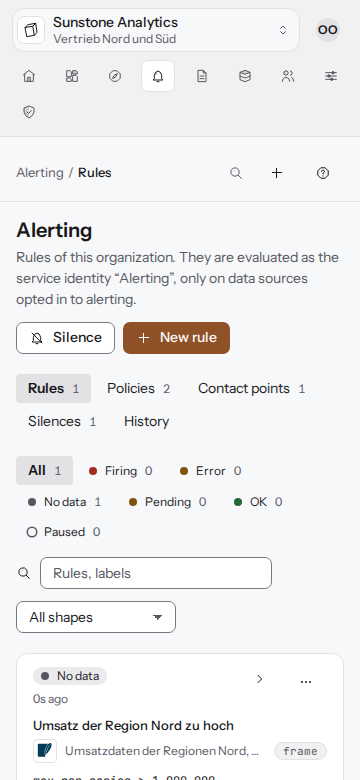 Sunstone Analytics
Vertrieb Nord und Süd
OO
Alerting / Rules
Alerting
Rules of this organization. They are evaluated as the
service identity “Alerting”, only on data sources
opted in to alerting.
Silence
New rule
Rules 1
Policies 2
Contact points 1
Silences 1
History
All 1
Firing 0
Error 0
No data 1
Pending 0
OK 0
Paused 0
Rules, labels
All shapes
No data
0s ago
Umsatz der Region Nord zu hoch
Umsatzdaten der Regionen Nord, ...
frame